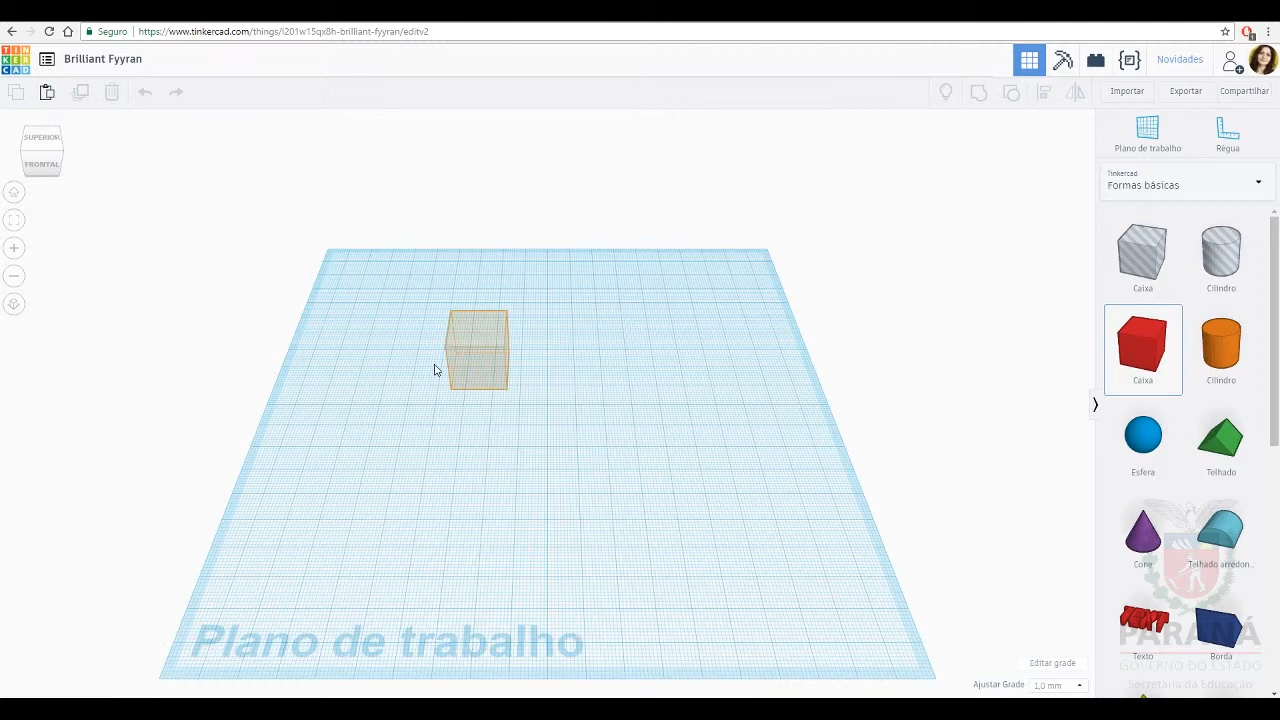 Seguro
https://www.tinkercad.com/things/l201w15qx8h-brilliant-fyyran/editv2
TIN
KER
CAD
Brilliant Fyyran
Novidades
Importar
Exportar
Compartilhar
SUPERIOR
FRONTAL
Plano de trabalho
Régua
Tinkercad
Formas básicas
Caixa
Cilindro
Caixa
Cilindro
Esfera
Telhado
Cone
Telhado arredon...
TEXT
Texto
Borda
PARANÁ
GOVERNO DO ESTADO
Secretaria da Educação
Plano de trabalho
Editar grade
Ajustar Grade
1,0 mm